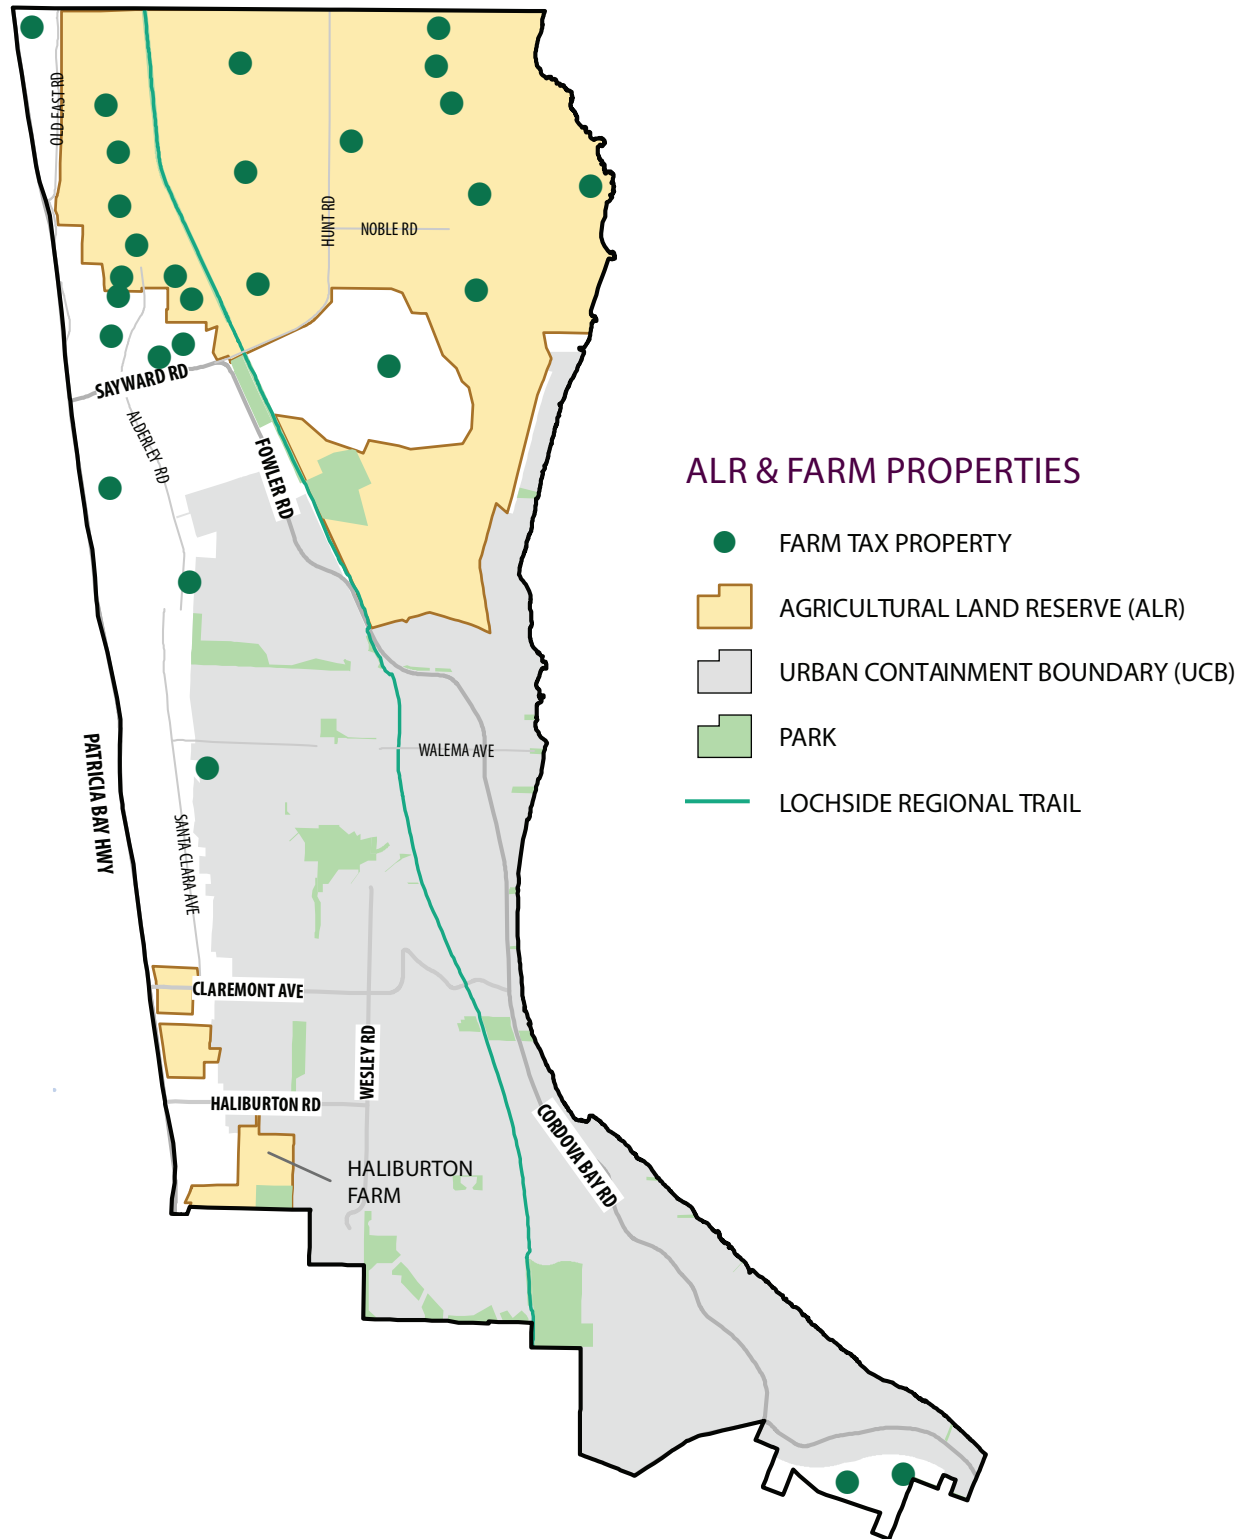 OLD EAST RD
HUNT RD
NOBLE RD
SAYWARD RD
ALDERLEY RD
FOWLER RD
ALR & FARM PROPERTIES
FARM TAX PROPERTY
AGRICULTURAL LAND RESERVE (ALR)
URBAN CONTAINMENT BOUNDARY (UCB)
PARK
LOCHSIDE REGIONAL TRAIL
PATRICIA BAY HWY
WALEMA AVE
SANTA CLARA AVE
CLAREMONT AVE
WESLEY RD
HALIBURTON RD
CORDOVA BAY RD
HALIBURTON
FARM